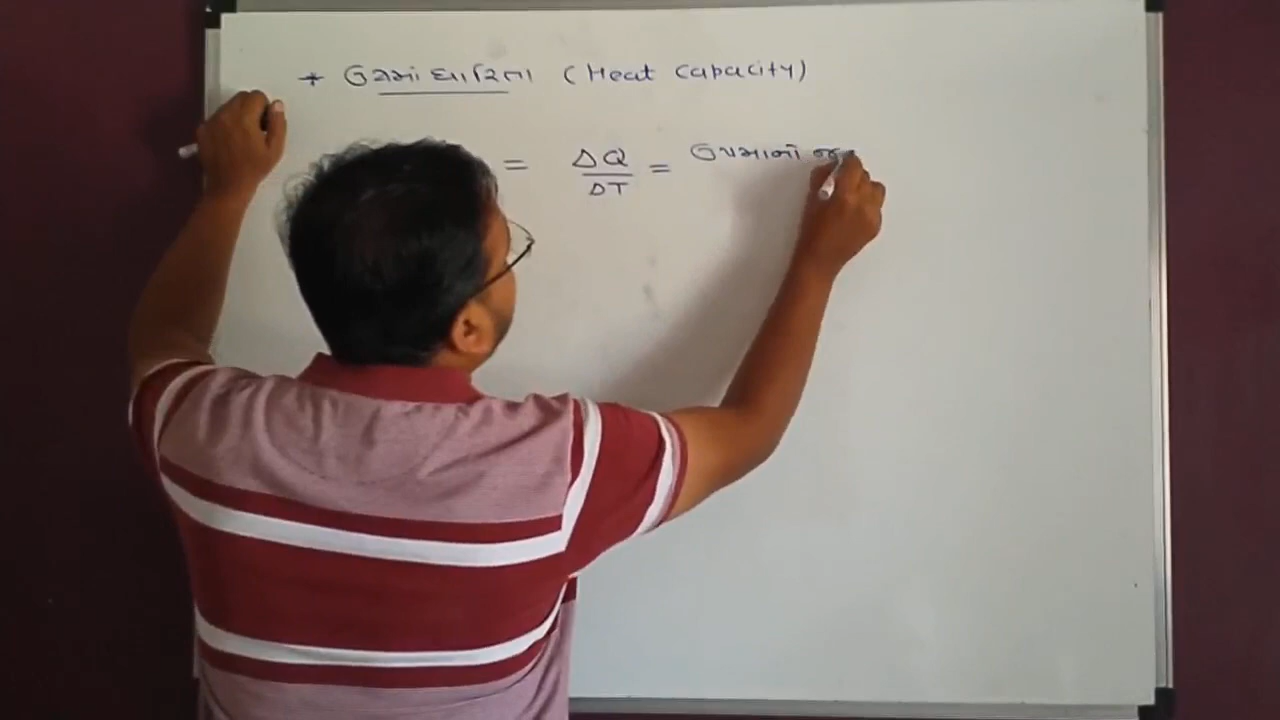 * ઉષ્માધારિતા (Heat capacity)
= ΔQ/ΔT = ઉષ્માનો